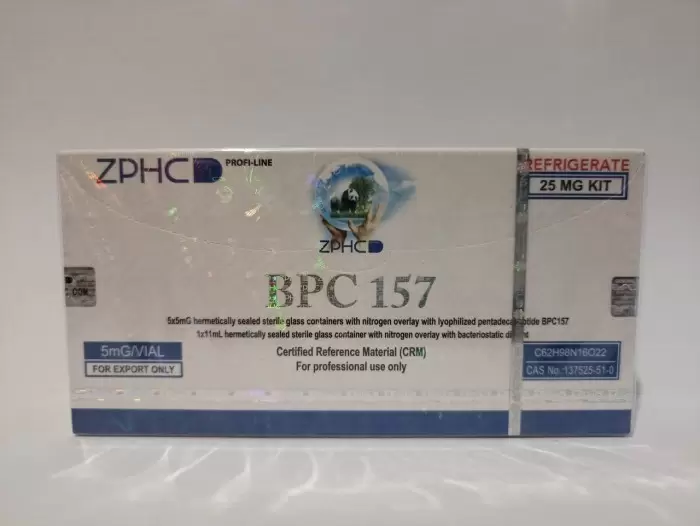 ZPHC
PROFI-LINE
REFRIGERATE
25 MG KIT
ZPHC
BPC 157
5x5mG hermetically sealed sterile glass containers with nitrogen overlay with lyophilized BPC157
1x11mL hermetically sealed sterile glass container with nitrogen overlay with bacteriostatic
5mG/VIAL
FOR EXPORT ONLY
Certified Reference Material (CRM)
For professional use only
C62H98N16O22
CAS No.:137525-51-0